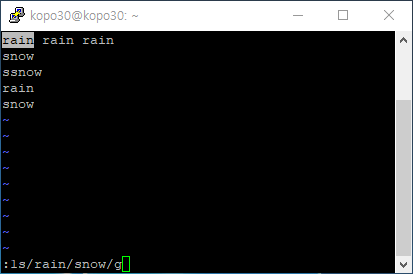 kopo30@kopo30: ~
rain rain rain
snow
ssnow
rain
snow
~
~
~
~
~
~
~
~
~
:1s/rain/snow/g